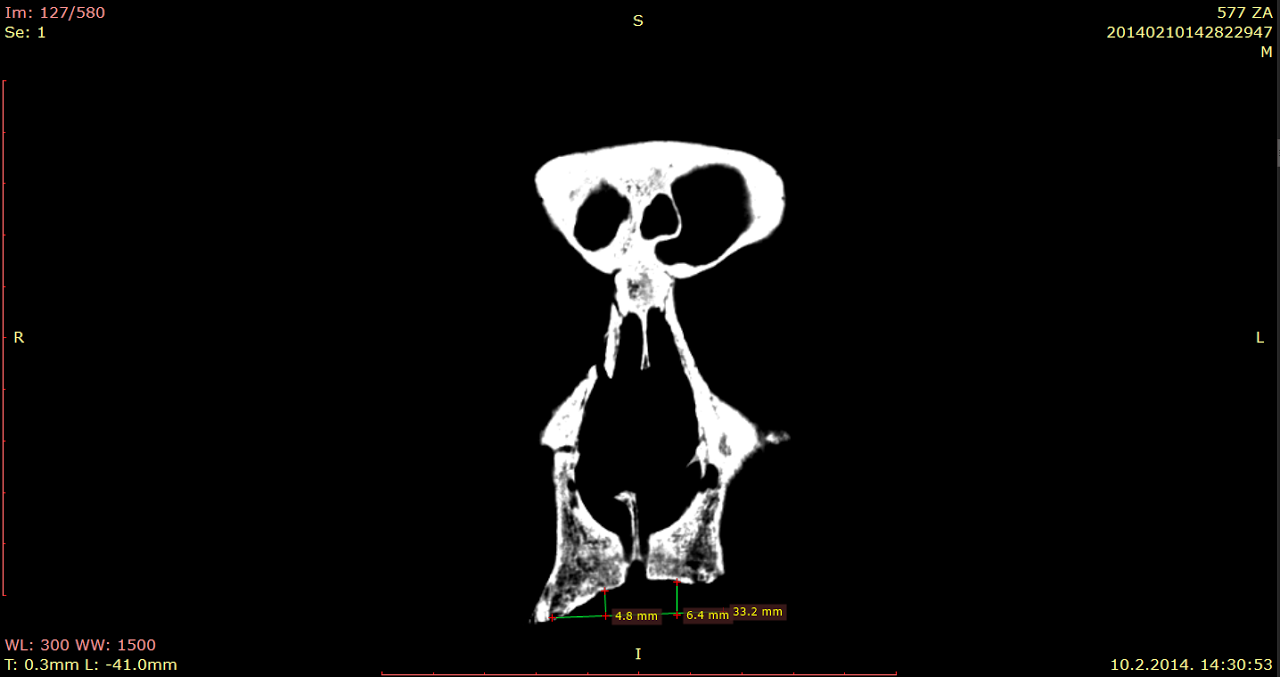 Im: 127/580
Se: 1
S
577 ZA
20140210142822947
M
R
L
4.8 mm
6.4 mm
33.2 mm
I
WL: 300 WW: 1500
T: 0.3mm L: -41.0mm
10.2.2014. 14:30:53